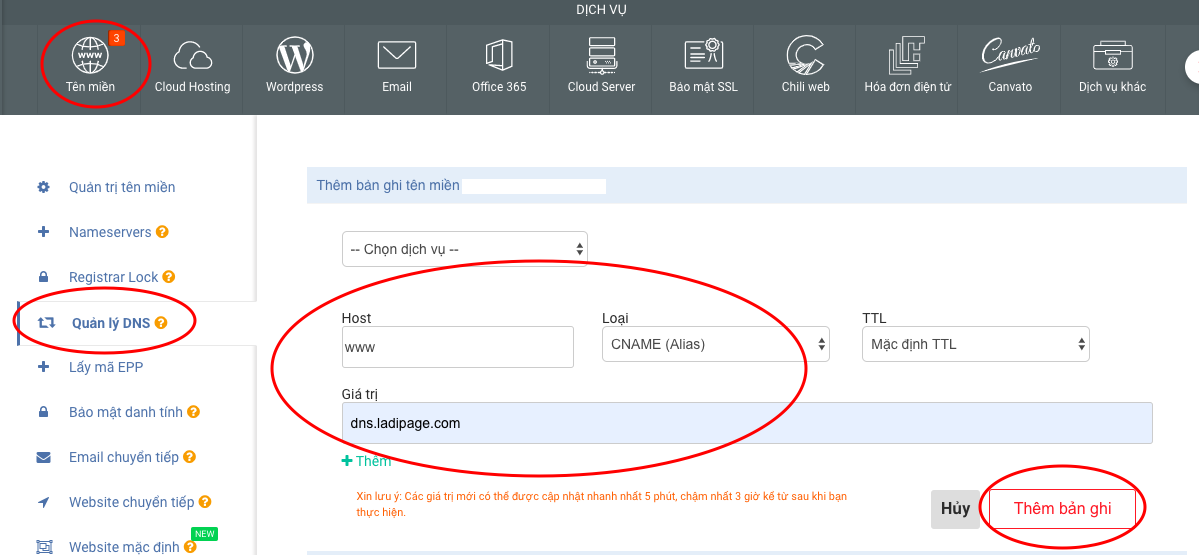 DỊCH VỤ
3
www
Tên miền
Cloud Hosting
Wordpress
Email
Office 365
Cloud Server
Bảo mật SSL
Chili web
Hóa đơn điện tử
Canvato
Canvato
Dịch vụ khác
Quản trị tên miền
Nameservers ?
Registrar Lock ?
Quản lý DNS ?
Lấy mã EPP
Bảo mật danh tính ?
Email chuyển tiếp ?
Website chuyển tiếp ?
NEW
Website mặc định ?
Thêm bản ghi tên miền
-- Chọn dịch vụ --
Host
Loại
TTL
www
CNAME (Alias)
Mặc định TTL
Giá trị
dns.ladipage.com
+ Thêm
Xin lưu ý: Các giá trị mới có thể được cập nhật nhanh nhất 5 phút, chậm nhất 3 giờ kể từ sau khi bạn
thực hiện.
Hủy
Thêm bản ghi